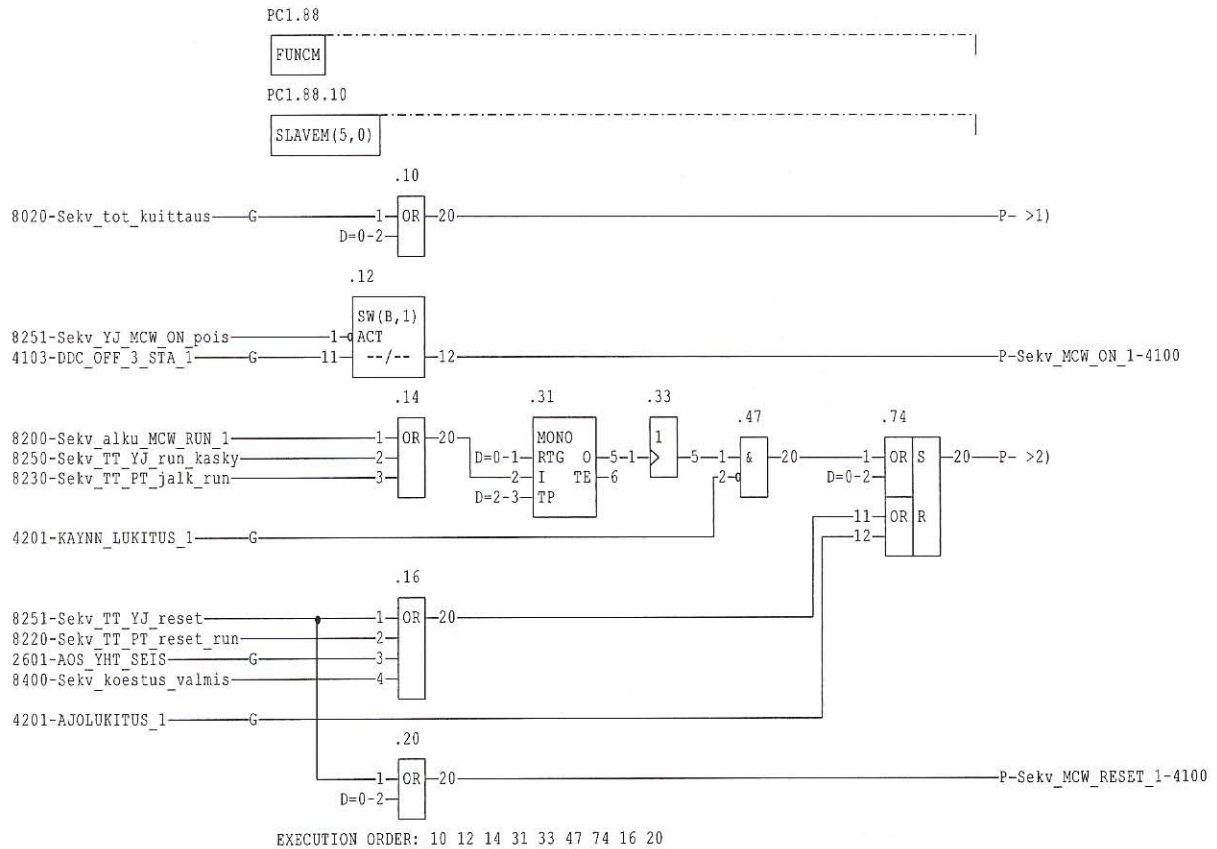 PC1.88
FUNCM
PC1.88.10
SLAVEM(5,0)
.10
8020-Sekv_tot_kuittaus G 1 OR 20 P- >1)
D=0-2
.12
SW(B,1)
8251-Sekv_YJ_MCW_ON_pois 1 ACT
4103-DDC_OFF_3_STA_1 G 11 --/-- 12 P-Sekv_MCW_ON_1-4100
.14 .31 .33 .47 .74
8200-Sekv_alku_MCW_RUN_1 1 OR 20 MONO 1
8250-Sekv_TT_YJ_run_kasky 2 D=0-1 RTG O 5-1 5-1 & 20 1 OR S 20 P- >2)
8230-Sekv_TT_PT_jalk_run 3 2 I TE 6 2 D=0-2
D=2-3 TP
11 OR R
4201-KAYNN_LUKITUS_1 G 12
.16
8251-Sekv_TT_YJ_reset 1 OR 20
8220-Sekv_TT_PT_reset_run 2
2601-AOS_YHT_SEIS G 3
8400-Sekv_koestus_valmis 4
4201-AJOLUKITUS_1 G
.20
1 OR 20 P-Sekv_MCW_RESET_1-4100
D=0-2
EXECUTION ORDER: 10 12 14 31 33 47 74 16 20